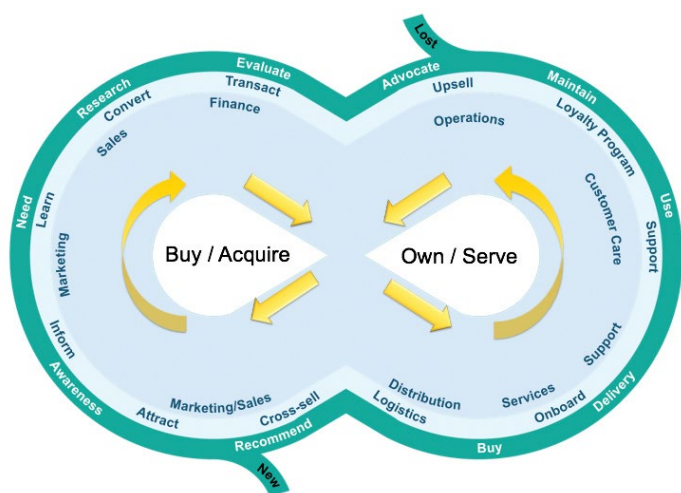 Lost
Evaluate
Advocate
Research
Transact
Upsell
Maintain
Convert
Finance
Operations
Loyalty Program
Sales
Need
Learn
Customer Care
Use
Marketing
Buy / Acquire
Own / Serve
Support
Inform
Support
Awareness
Attract
Marketing/Sales
Cross-sell
Distribution
Logistics
Services
Onboard
Delivery
Recommend
Buy
New